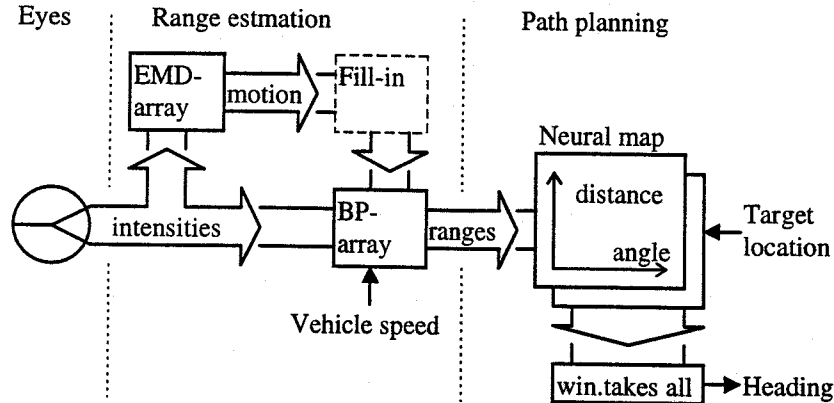 Eyes
Range estmation
Path planning
EMD-
array
motion
Fill-in
Neural map
distance
angle
intensities
BP-
array
ranges
Target
location
Vehicle speed
win.takes all
Heading